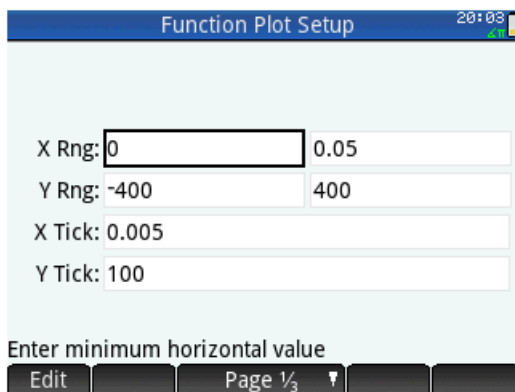 Function Plot Setup 20:03
∡π
X Rng: 0 0.05
Y Rng: -400 400
X Tick: 0.005
Y Tick: 100
Enter minimum horizontal value
Edit Page ⅓ ▼